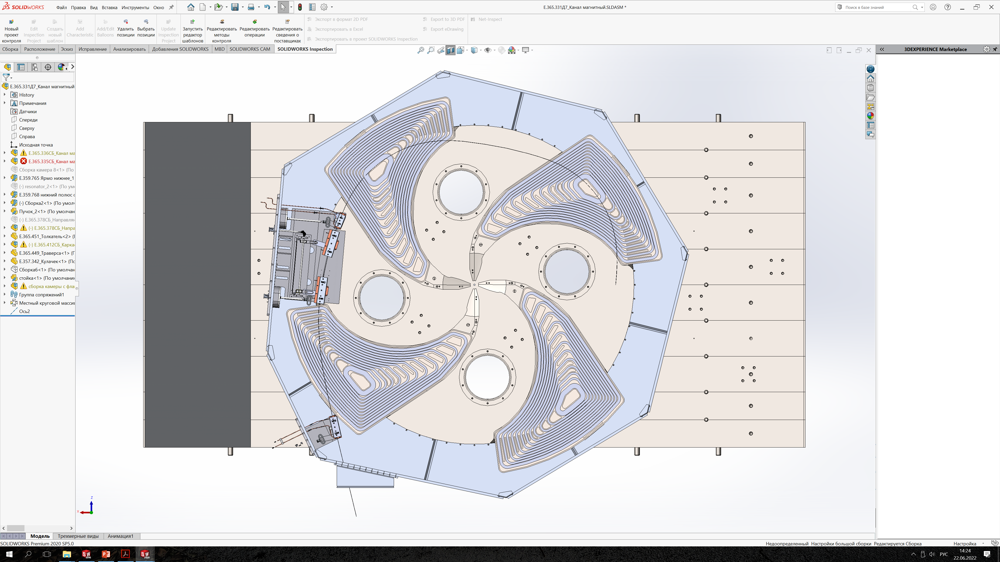 SOLIDWORKS Файл Правка Вид Вставка Инструменты Окно
E.365.331Д7_Канал магнитный.SLDASM *
Поиск в базе знаний
Новый проект контроля
Edit Inspection Project
Создать новый шаблон
Add Characteristic
Add/Edit Balloons
Удалить позиции
Выбрать позиции
Update Inspection Project
Запустить редактор шаблонов
Редактировать методы контроля
Редактировать операции
Редактировать сведения о поставщиках
Экспорт в формат 2D PDF
Экспортировать в Excel
Экспортировать в проект SOLIDWORKS Inspection
Export to 3D PDF
Export eDrawing
Net-Inspect
Сборка Расположение Эскиз Исправление Анализировать Добавления SOLIDWORKS MBD SOLIDWORKS CAM SOLIDWORKS Inspection
3DEXPERIENCE Marketplace
E.365.331Д7_Канал магнитный
History
Примечания
Датчики
Спереди
Сверху
Справа
Исходная точка
E.365.336СБ_Канал ма
E.365.335СБ_Канал ма
Сборка камера 8<1> (По
E.359.765 Ярмо нижнее_1
(-) resonator_2<1> (По ум
E.359.768 нижний полюс с
(-) Сборка2<1> (По умолч
Пучок_2<1> (По умолчан
(-) E.365.378СБ_Направлян
(-) E.365.378СБ_Напра
E.365.451_Толкатель<2> (Г
(-) E.365.412СБ_Карка
E.365.449_Траверса<1> (Г
E.357.342_Кулачек<1> (Пс
Сборка6<1> (По умолчан
стойка<1> (По умолчани
сборка камеры с фла
Группа сопряжений1
Местный круговой масси
Ось2
Z
X
Модель Трехмерные виды Анимация1
SOLIDWORKS Premium 2020 SP5.0
Недоопределенный Настройки большой сборки Редактируется Сборка Настройка
РУС
14:24
22.06.2022